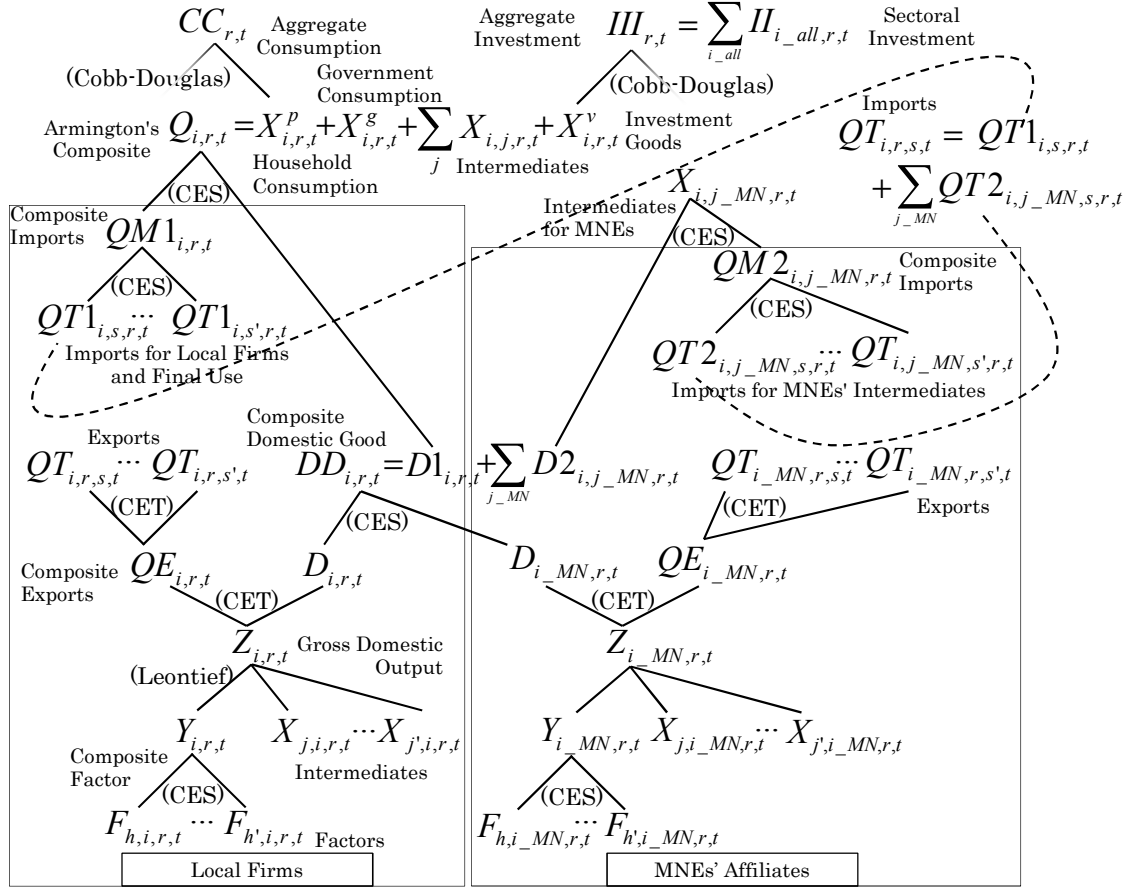 CC_{r,t} Aggregate Consumption
Aggregate Investment III_{r,t} = \sum_{i_all} II_{i_all,r,t} Sectoral Investment
(Cobb-Douglas)
Government Consumption
(Cobb-Douglas)
Armington's Composite Q_{i,r,t} = X^p_{i,r,t} + X^g_{i,r,t} + \sum_j X_{i,j,r,t} + X^v_{i,r,t} Investment Goods
Household Consumption
Intermediates
Imports
QT_{i,r,s,t} = QT1_{i,s,r,t}
+ \sum_{j_MN} QT2_{i,j_MN,s,r,t}
(CES)
X_{i,j_MN,r,t}
Intermediates for MNEs
(CES)
Composite Imports
QM1_{i,r,t}
QM2_{i,j_MN,r,t}
Composite Imports
(CES)
(CES)
QT1_{i,s,r,t} ... QT1_{i,s',r,t}
Imports for Local Firms
and Final Use
QT2_{i,j_MN,s,r,t} ... QT_{i,j_MN,s',r,t}
Imports for MNEs' Intermediates
Exports
QT_{i,r,s,t} ... QT_{i,r,s',t}
Composite
Domestic Good
DD_{i,r,t} = D1_{i,r,t} + \sum_{j_MN} D2_{i,j_MN,r,t}
QT_{i_MN,r,s,t} ... QT_{i_MN,r,s',t}
Exports
(CET)
(CES)
(CET)
Composite Exports
QE_{i,r,t}
D_{i,r,t}
D_{i_MN,r,t}
QE_{i_MN,r,t}
(CET)
(CET)
Z_{i,r,t}
Gross Domestic
Output
Z_{i_MN,r,t}
(Leontief)
Y_{i,r,t}
X_{j,i,r,t} ... X_{j',i,r,t}
Y_{i_MN,r,t}
X_{j,i_MN,r,t} ... X_{j',i_MN,r,t}
Composite
Factor
Intermediates
(CES)
(CES)
F_{h,i,r,t} ... F_{h',i,r,t}
Factors
F_{h,i_MN,r,t} ... F_{h',i_MN,r,t}
Local Firms
MNEs' Affiliates